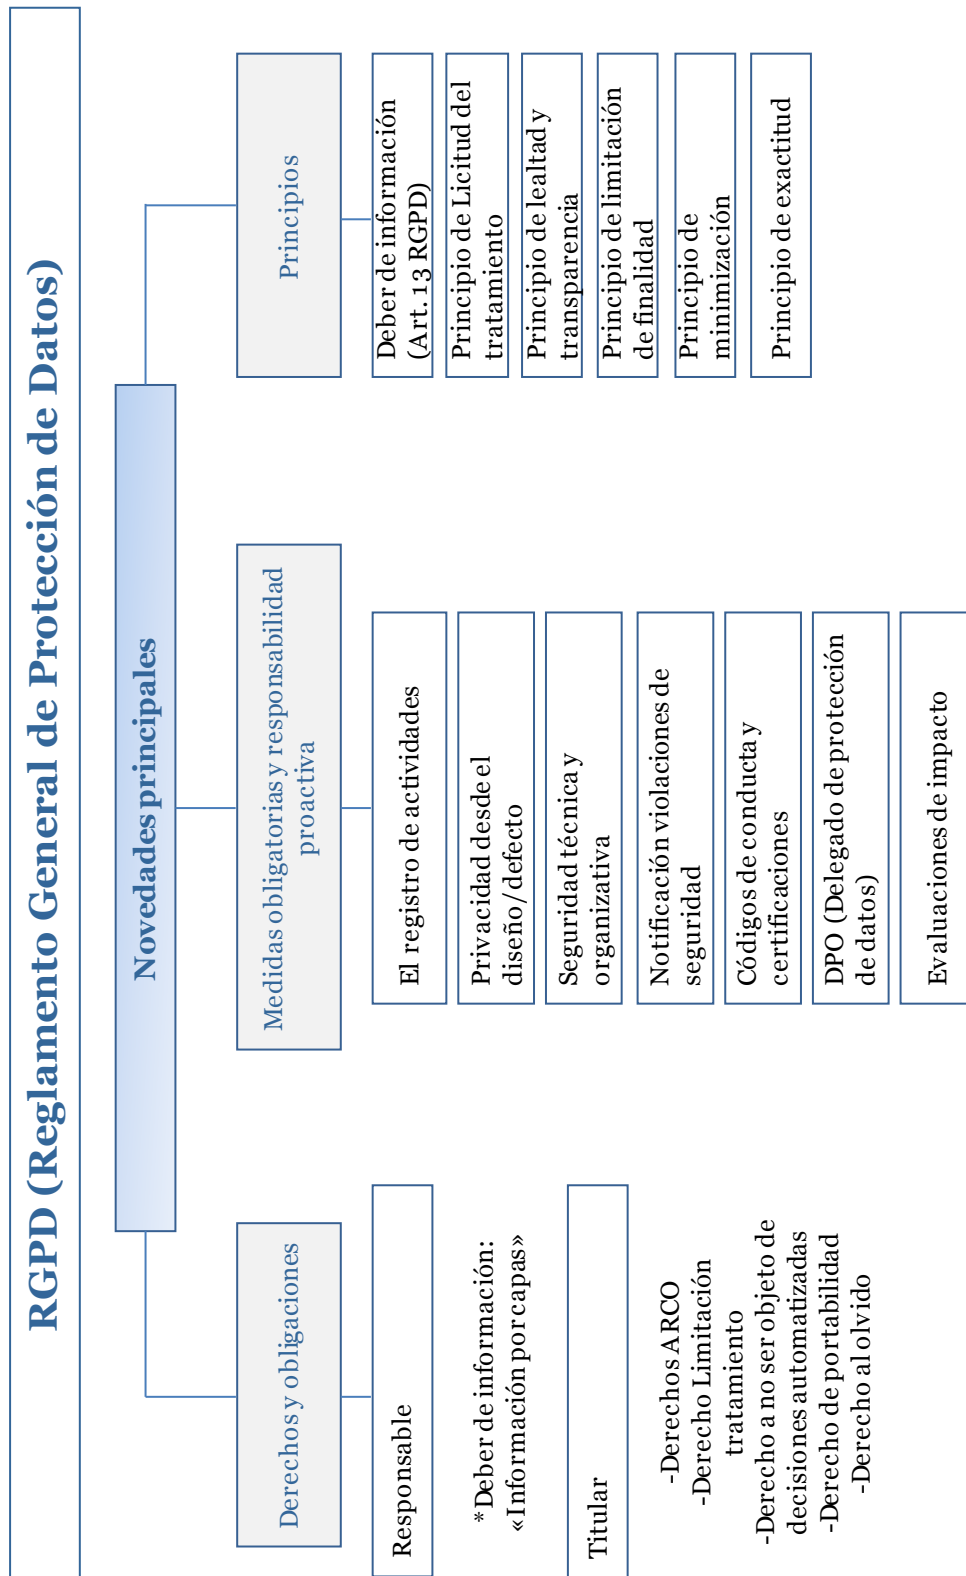 RGPD (Reglamento General de Protección de Datos)
Novedades principales
Derechos y obligaciones
Responsable
*Deber de información:
«Información por capas»
Titular
-Derechos ARCO
-Derecho Limitación
tratamiento
-Derecho a no ser objeto de
decisiones automatizadas
-Derecho de portabilidad
-Derecho al olvido
Medidas obligatorias y responsabilidad
proactiva
El registro de actividades
Privacidad desde el
diseño/defecto
Seguridad técnica y
organizativa
Notificación violaciones de
seguridad
Códigos de conducta y
certificaciones
DPO (Delegado de protección
de datos)
Evaluaciones de impacto
Principios
Deber de información
(Art. 13 RGPD)
Principio de Licitud del
tratamiento
Principio de lealtad y
transparencia
Principio de limitación
de finalidad
Principio de
minimización
Principio de exactitud